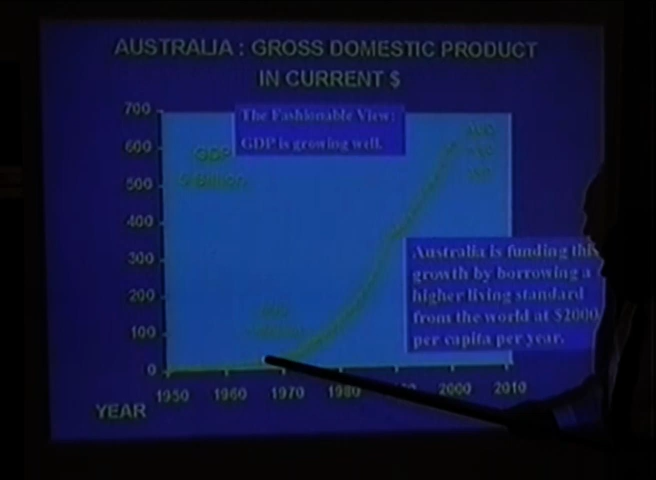 AUSTRALIA : GROSS DOMESTIC PRODUCT
IN CURRENT $
The Fashionable View:
GDP is growing well.
700
600
500
400
300
200
100
0
GDP
$ Billion
Australia is funding this
growth by borrowing a
higher living standard
from the world at $2000
per capita per year.
1950 1960 1970 1980 2000 2010
YEAR